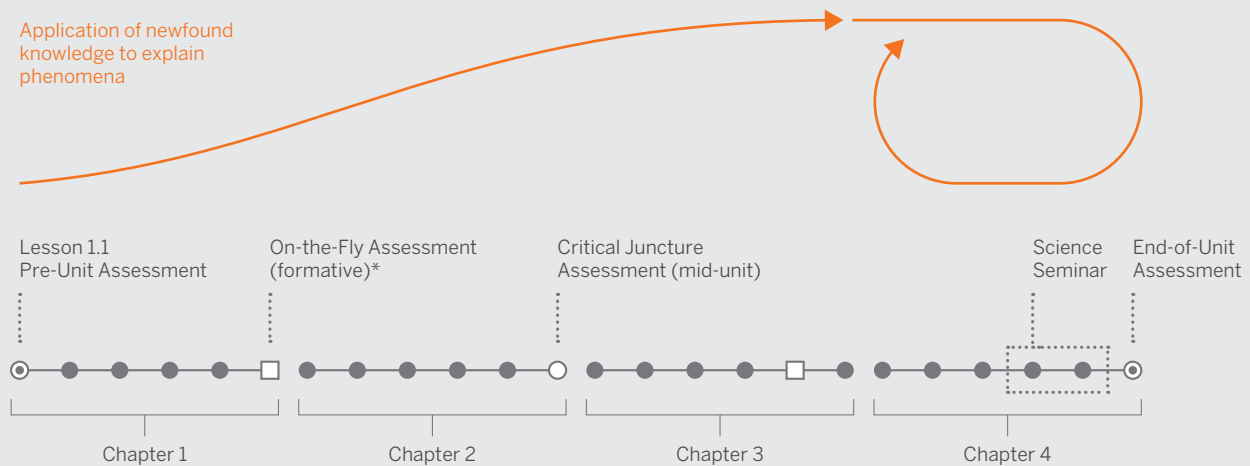 Application of newfound
knowledge to explain
phenomena
Lesson 1.1
Pre-Unit Assessment
On-the-Fly Assessment
(formative)*
Critical Juncture
Assessment (mid-unit)
Science
Seminar
End-of-Unit
Assessment
Chapter 1
Chapter 2
Chapter 3
Chapter 4